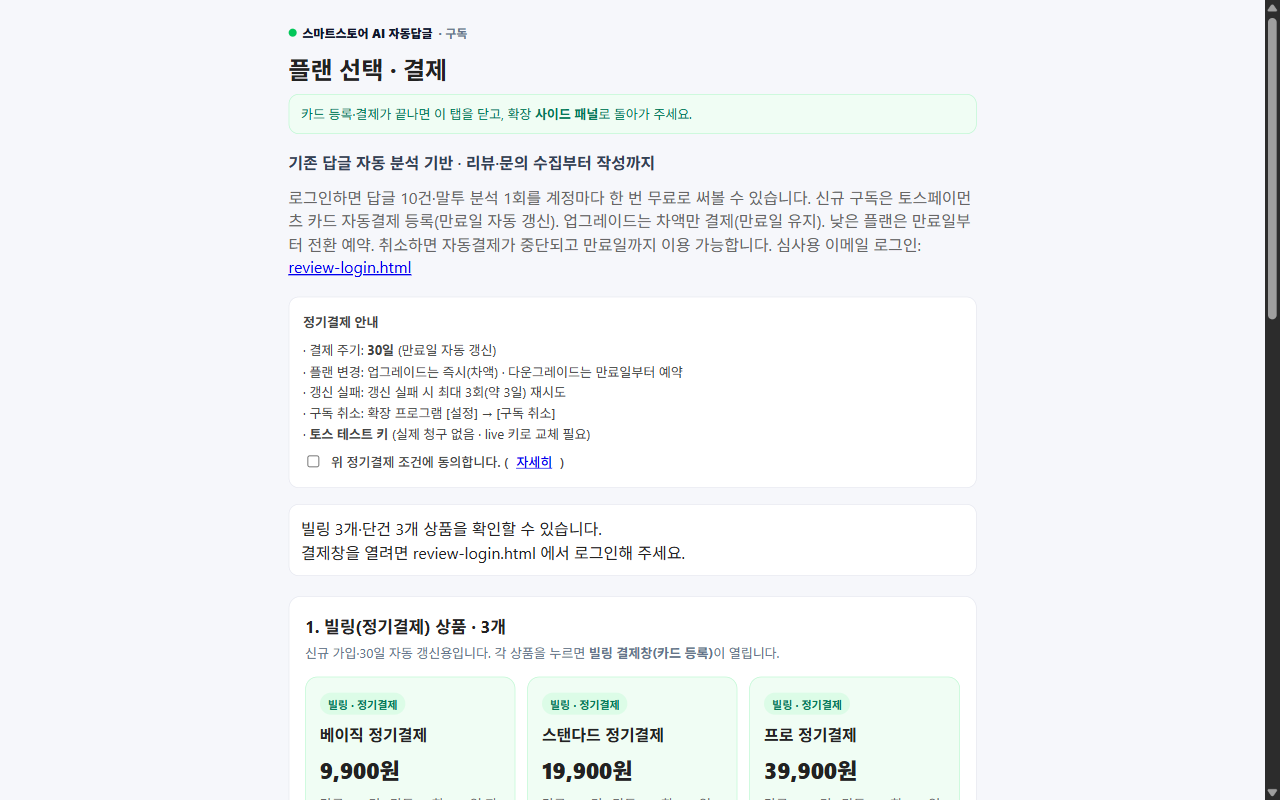 스마트스토어 AI 자동답글 · 구독
플랜 선택 · 결제
카드 등록·결제가 끝나면 이 탭을 닫고, 확장 사이드 패널로 돌아가 주세요.
기존 답글 자동 분석 기반 · 리뷰·문의 수집부터 작성까지
로그인하면 답글 10건·말투 분석 1회를 계정마다 한 번 무료로 써볼 수 있습니다. 신규 구독은 토스페이먼
츠 카드 자동결제 등록(만료일 자동 갱신). 업그레이드는 차액만 결제(만료일 유지). 낮은 플랜은 만료일부
터 전환 예약. 취소하면 자동결제가 중단되고 만료일까지 이용 가능합니다. 심사용 이메일 로그인:
review-login.html
정기결제 안내
· 결제 주기: 30일 (만료일 자동 갱신)
· 플랜 변경: 업그레이드는 즉시(차액) · 다운그레이드는 만료일부터 예약
· 갱신 실패: 갱신 실패 시 최대 3회(약 3일) 재시도
· 구독 취소: 확장 프로그램 [설정] → [구독 취소]
· 토스 테스트 키 (실제 청구 없음 · live 키로 교체 필요)
위 정기결제 조건에 동의합니다. ( 자세히 )
빌링 3개·단건 3개 상품을 확인할 수 있습니다.
결제창을 열려면 review-login.html 에서 로그인해 주세요.
1. 빌링(정기결제) 상품 · 3개
신규 가입·30일 자동 갱신용입니다. 각 상품을 누르면 빌링 결제창(카드 등록)이 열립니다.
빌링 · 정기결제
베이직 정기결제
9,900원
빌링 · 정기결제
스탠다드 정기결제
19,900원
빌링 · 정기결제
프로 정기결제
39,900원